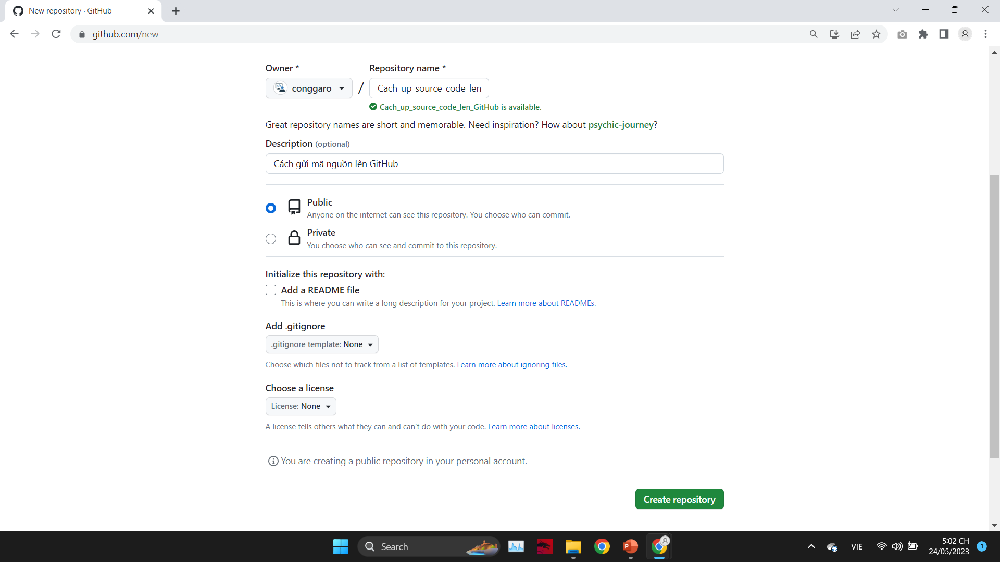 New repository · GitHub
github.com/new
Owner *
Repository name *
conggaro
/
Cach_up_source_code_len
Cach_up_source_code_len_GitHub is available.
Great repository names are short and memorable. Need inspiration? How about psychic-journey?
Description (optional)
Cách gửi mã nguồn lên GitHub
Public
Anyone on the internet can see this repository. You choose who can commit.
Private
You choose who can see and commit to this repository.
Initialize this repository with:
Add a README file
This is where you can write a long description for your project. Learn more about READMEs.
Add .gitignore
.gitignore template: None
Choose which files not to track from a list of templates. Learn more about ignoring files.
Choose a license
License: None
A license tells others what they can and can't do with your code. Learn more about licenses.
You are creating a public repository in your personal account.
Create repository
Search
VIE
5:02 CH
24/05/2023
1